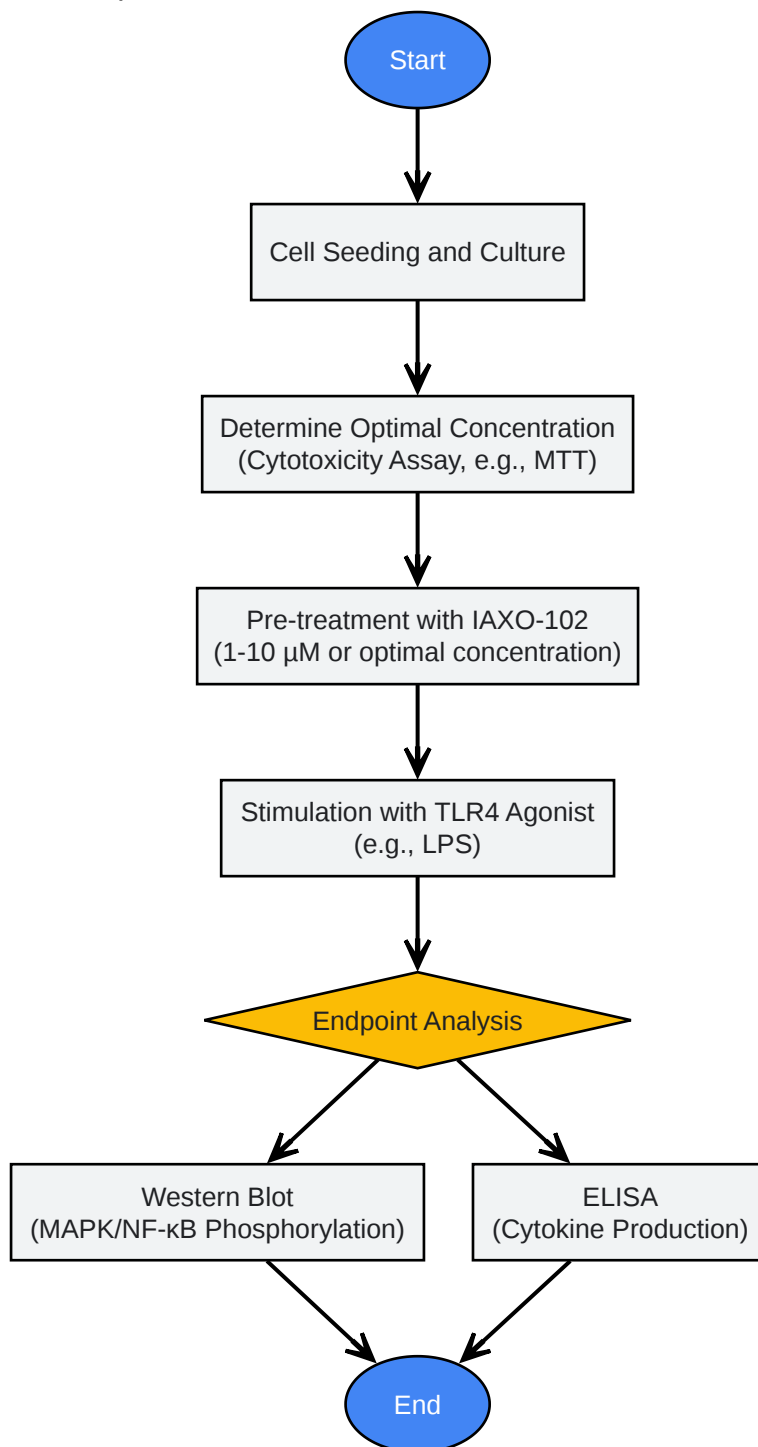 Start
Cell Seeding and Culture
Determine Optimal Concentration
(Cytotoxicity Assay, e.g., MTT)
Pre-treatment with IAXO-102
(1-10 µM or optimal concentration)
Stimulation with TLR4 Agonist
(e.g., LPS)
Endpoint Analysis
Western Blot
(MAPK/NF-κB Phosphorylation)
ELISA
(Cytokine Production)
End